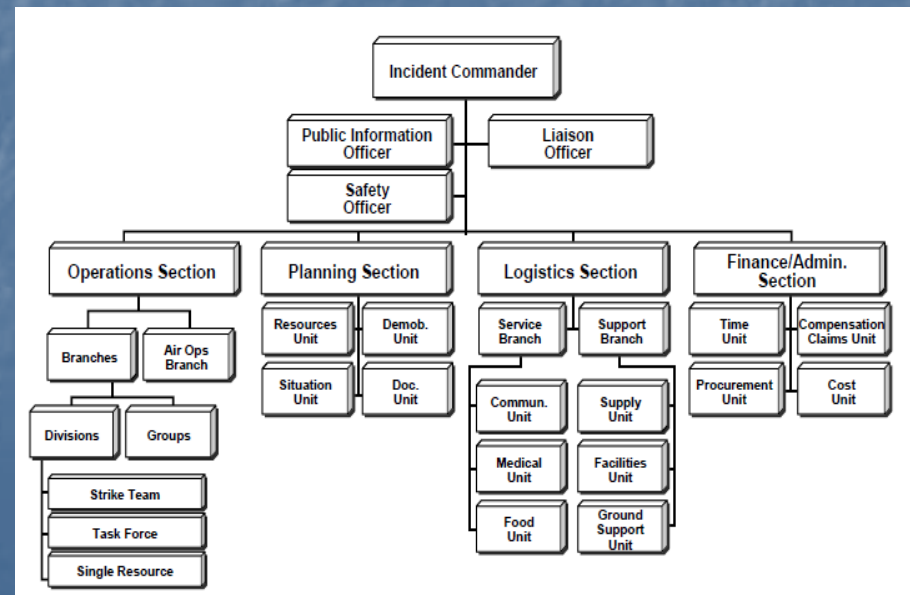 Incident Commander
Public Information
Officer
Liaison
Officer
Safety
Officer
Operations Section
Planning Section
Logistics Section
Finance/Admin.
Section
Branches
Air Ops
Branch
Resources
Unit
Demob.
Unit
Situation
Unit
Doc.
Unit
Service
Branch
Support
Branch
Time
Unit
Compensation
Claims Unit
Procurement
Unit
Cost
Unit
Divisions
Groups
Strike Team
Task Force
Single Resource
Commun.
Unit
Supply
Unit
Medical
Unit
Facilities
Unit
Food
Unit
Ground
Support
Unit